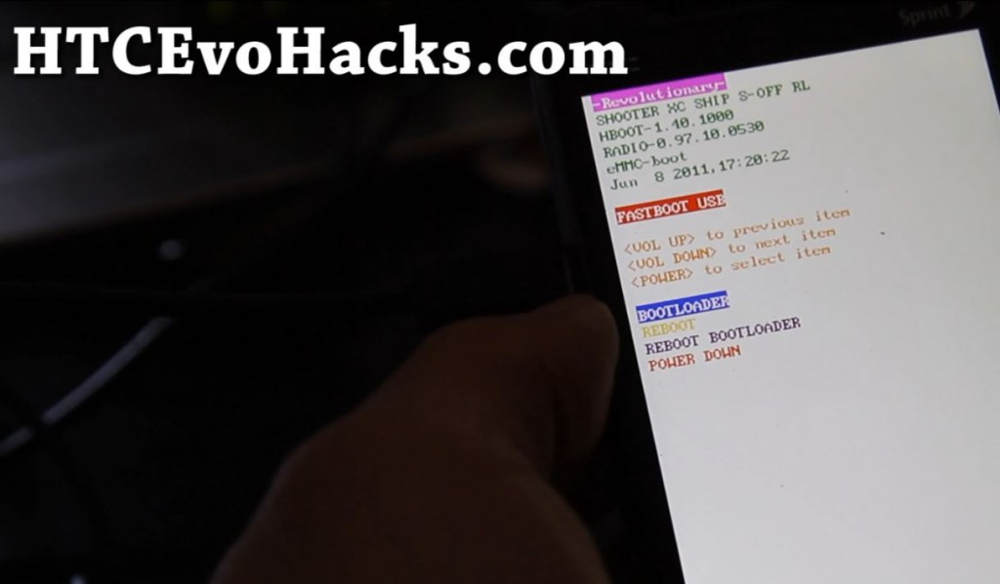 HTCEvoHacks.com
Sprint
-Revolutionary-
SHOOTER XC SHIP S-OFF RL
HBOOT-1.40.1000
RADIO-0.97.10.0530
eMMC-boot
Jun  8 2011,17:20:22
FASTBOOT USB
<VOL UP> to previous item
<VOL DOWN> to next item
<POWER> to select item
BOOTLOADER
REBOOT
REBOOT BOOTLOADER
POWER DOWN